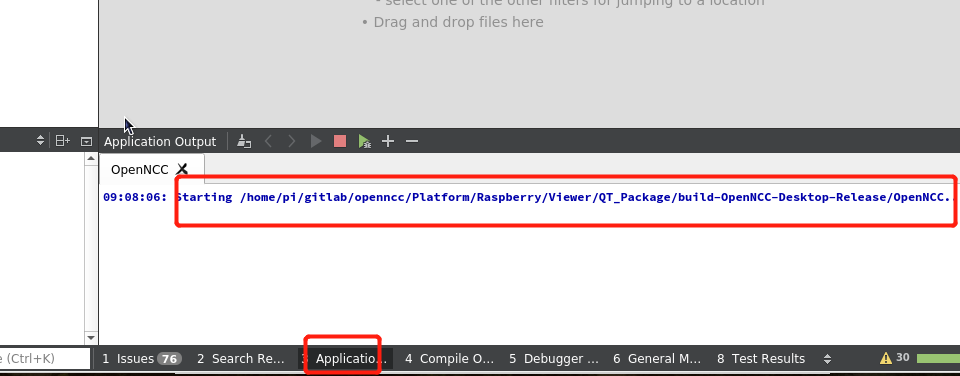 select one of the other filters for jumping to a location
• Drag and drop files here
Application Output
OpenNCC
09:08:06: Starting /home/pi/gitlab/openncc/Platform/Raspberry/Viewer/QT_Package/build-OpenNCC-Desktop-Release/OpenNCC..
e (Ctrl+K)
1 Issues 76 2 Search Re... 3 Applicatio... 4 Compile O... 5 Debugger ... 6 General M... 8 Test Results 30